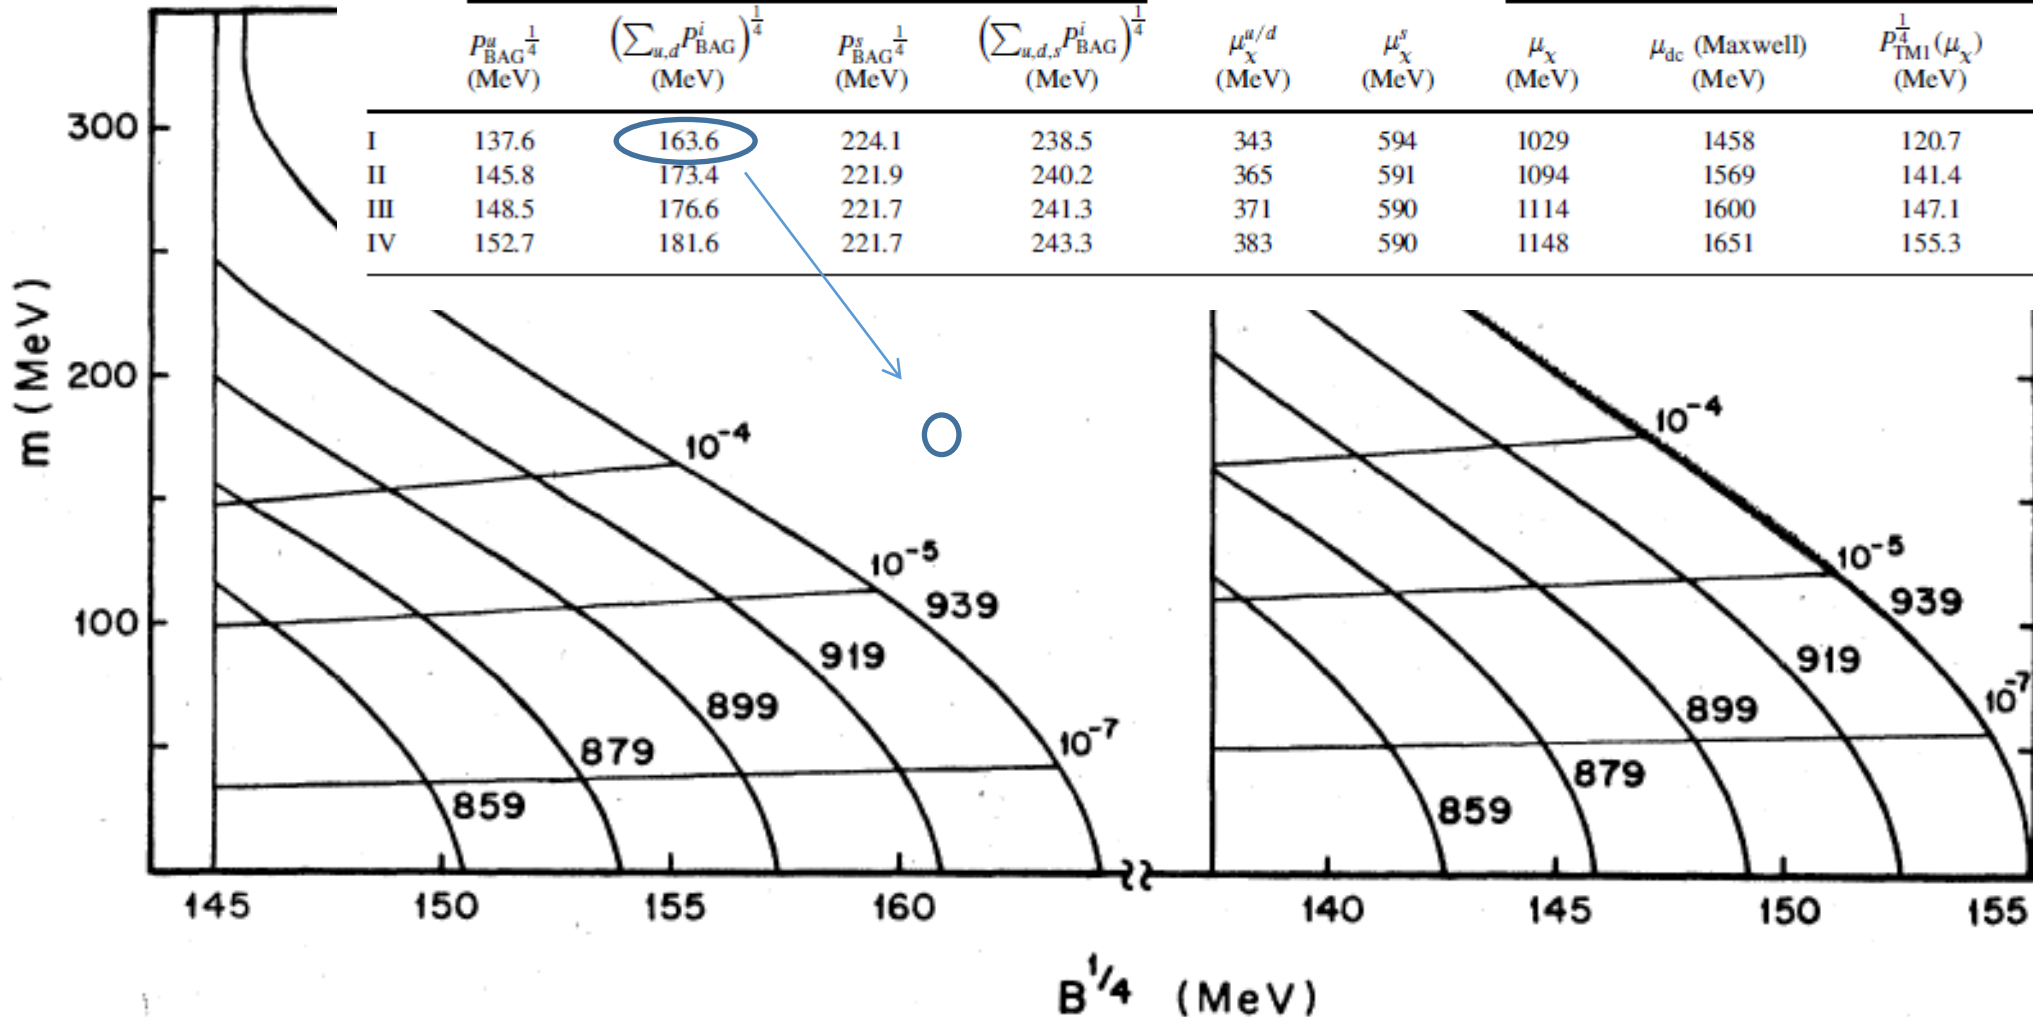 P^u_BAG^1/4 (∑_{u,d} P^i_BAG)^1/4 P^s_BAG^1/4 (∑_{u,d,s} P^i_BAG)^1/4 μ_χ^{u/d} μ_χ^s μ_χ μ_dc (Maxwell) P_TM1^1/4(μ_χ)
(MeV) (MeV) (MeV) (MeV) (MeV) (MeV) (MeV) (MeV) (MeV)
I 137.6 163.6 224.1 238.5 343 594 1029 1458 120.7
II 145.8 173.4 221.9 240.2 365 591 1094 1569 141.4
III 148.5 176.6 221.7 241.3 371 590 1114 1600 147.1
IV 152.7 181.6 221.7 243.3 383 590 1148 1651 155.3
m (MeV)
300
200
100
10^-4
10^-5
939
919
899
10^-7
879
859
10^-4
10^-5
939
919
10^-7
899
879
859
145 150 155 160 140 145 150 155
B^1/4 (MeV)